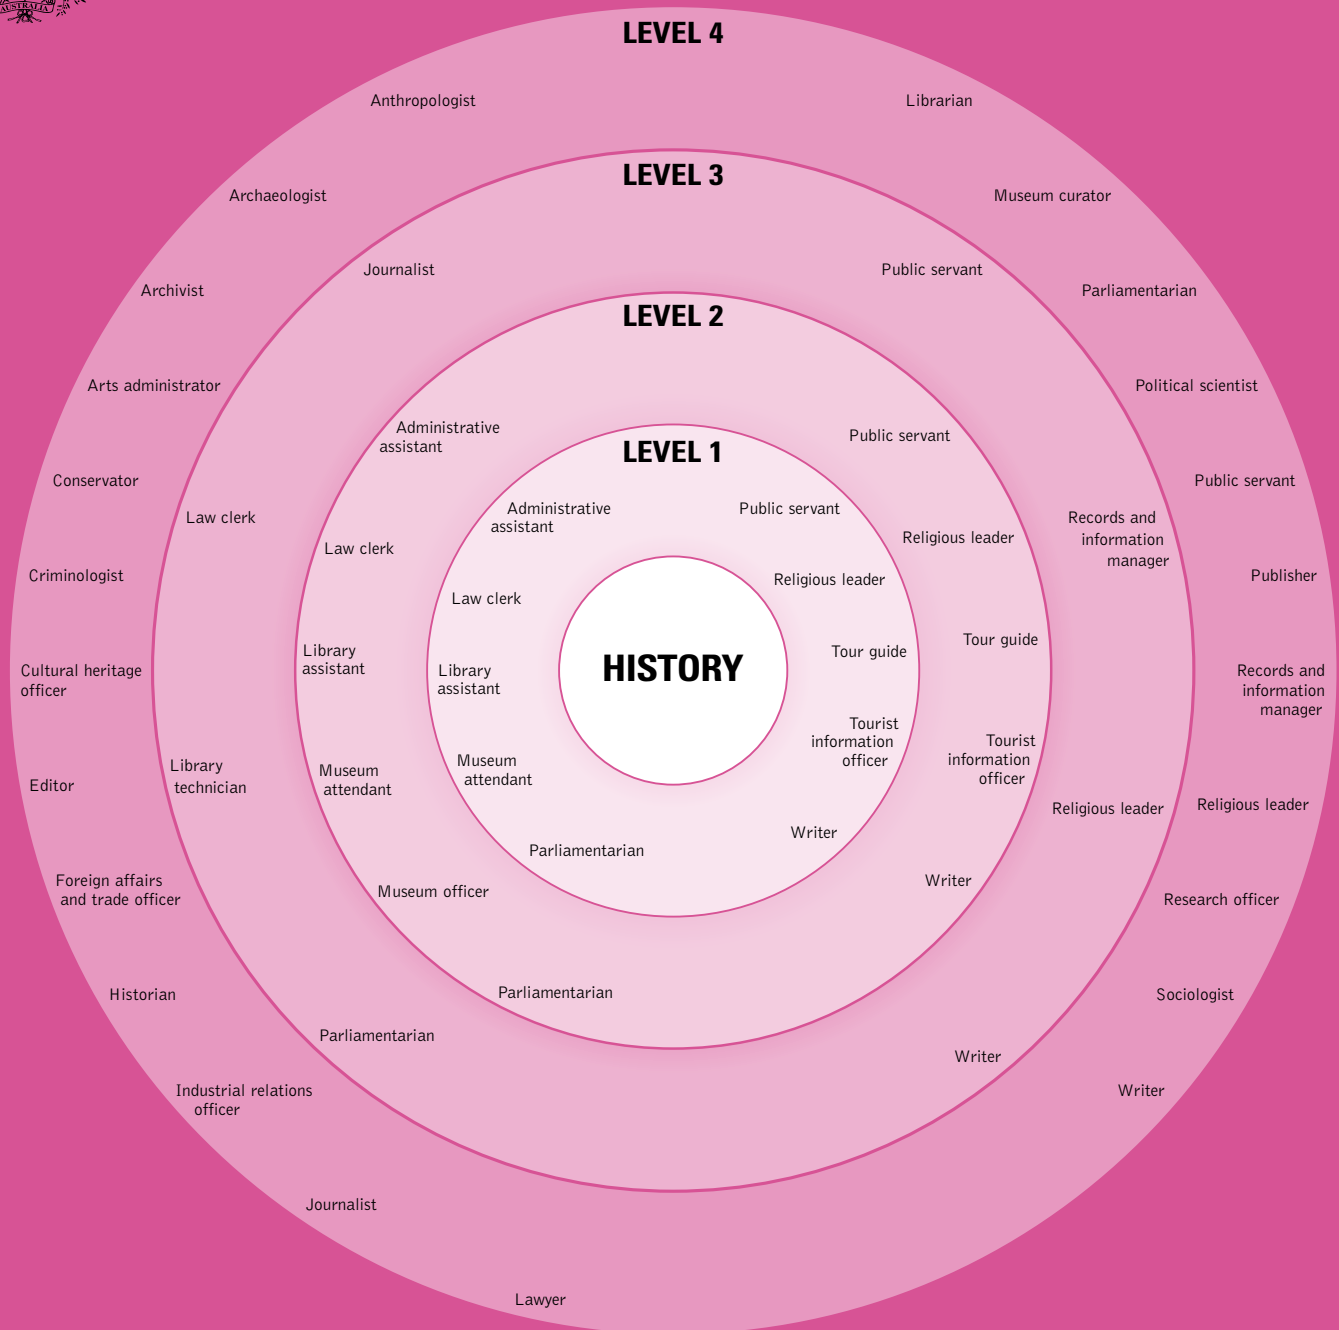 AUSTRALIA
LEVEL 4
Anthropologist
Archaeologist
Archivist
Arts administrator
Conservator
Criminologist
Cultural heritage
officer
Editor
Foreign affairs
and trade officer
Historian
Industrial relations
officer
Journalist
Lawyer
Librarian
Museum curator
Parliamentarian
Political scientist
Public servant
Publisher
Records and
information
manager
Religious leader
Research officer
Sociologist
Writer
LEVEL 3
Journalist
Law clerk
Library
technician
Parliamentarian
Public servant
Records and
information
manager
Religious leader
Writer
LEVEL 2
Administrative
assistant
Law clerk
Library
assistant
Museum
attendant
Museum officer
Parliamentarian
Public servant
Religious leader
Tour guide
Tourist
information
officer
Writer
LEVEL 1
Administrative
assistant
Law clerk
Library
assistant
Museum
attendant
Parliamentarian
Public servant
Religious leader
Tour guide
Tourist
information
officer
Writer
HISTORY